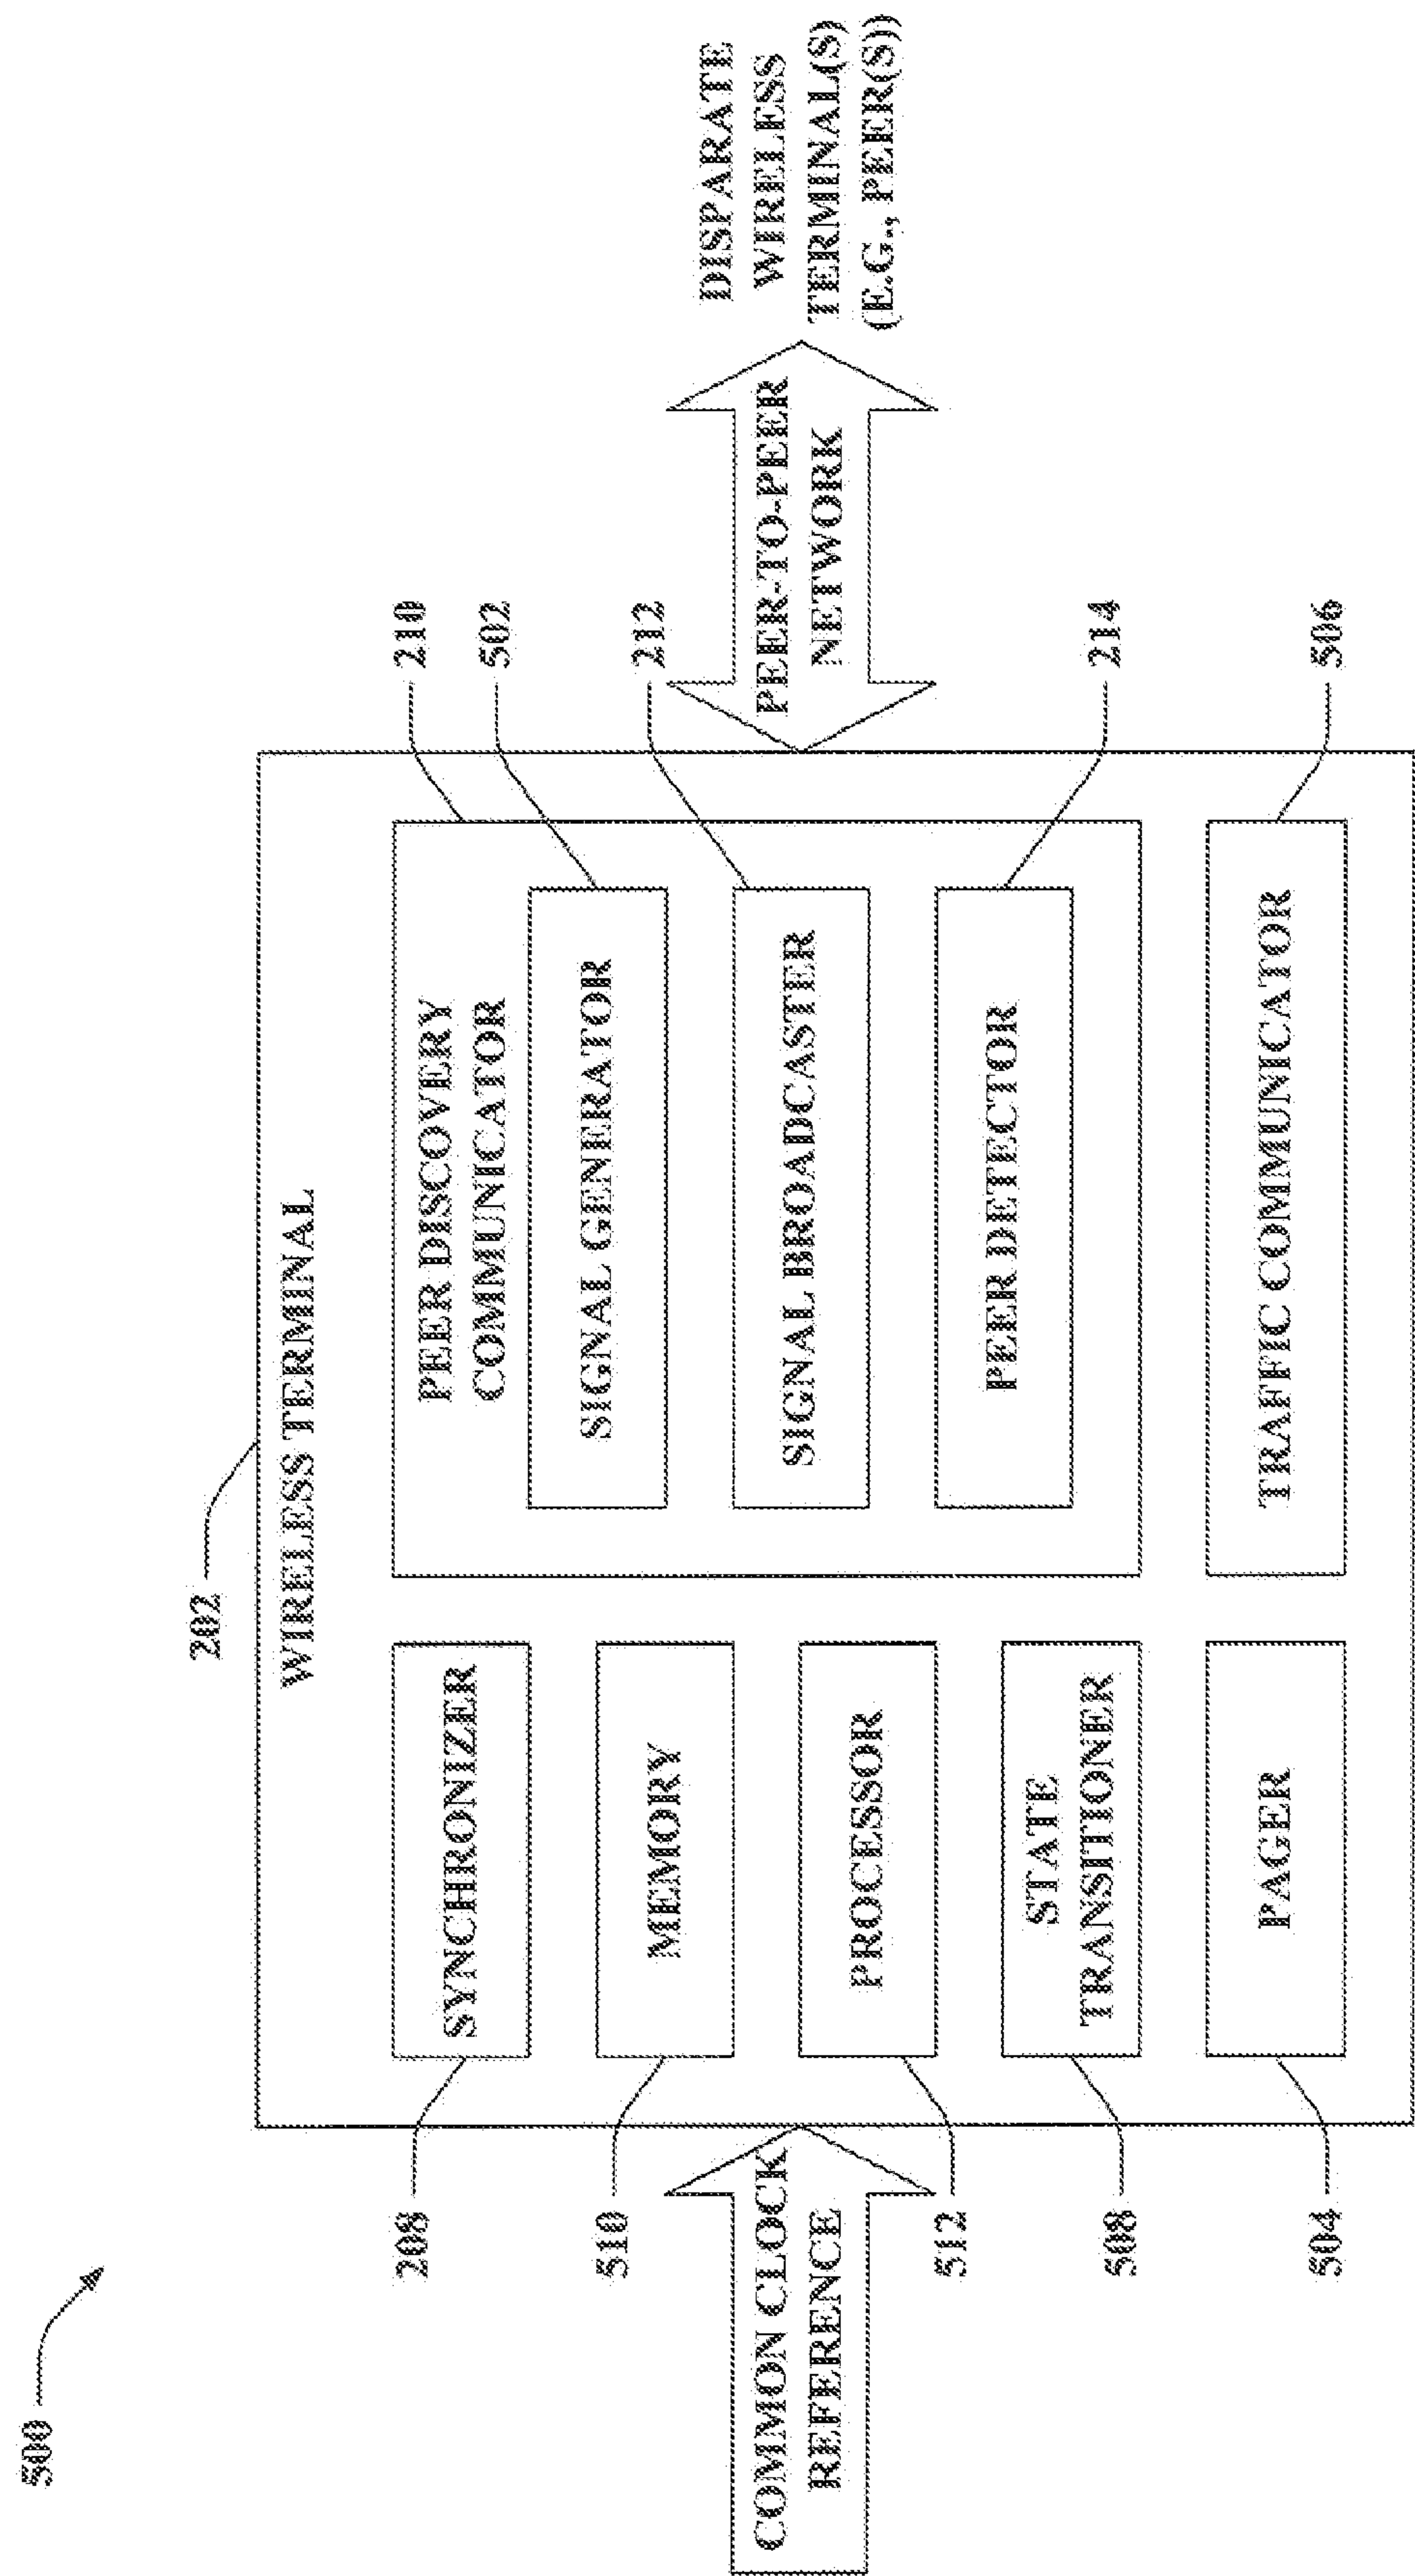 500
202
WIRELESS TERMINAL
SYNCHRONIZER
208
MEMORY
510
PROCESSOR
512
STATE
TRANSITIONER
508
PAGER
504
PEER DISCOVERY
COMMUNICATOR
210
SIGNAL GENERATOR
502
SIGNAL BROADCASTER
212
PEER DETECTOR
214
TRAFFIC COMMUNICATOR
506
COMMON CLOCK
REFERENCE
PEER-TO-PEER
NETWORK
DISPARATE
WIRELESS
TERMINAL(S)
(E.G., PEER(S))